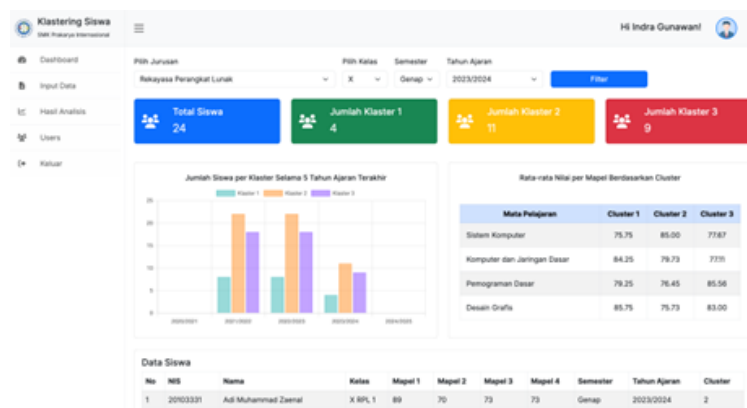 Klastering Siswa
SMK Prakarya Internasional
Hi Indra Gunawan!
Dashboard
Input Data
Hasil Analisis
Users
Keluar
Pilih Jurusan
Pilih Kelas
Semester
Tahun Ajaran
Rekayasa Perangkat Lunak
X
Genap
2023/2024
Filter
Total Siswa
24
Jumlah Klaster 1
4
Jumlah Klaster 2
11
Jumlah Klaster 3
9
Jumlah Siswa per Klaster Selama 5 Tahun Ajaran Terakhir
Klaster 1 Klaster 2 Klaster 3
25
20
15
10
5
0
2020/2021 2021/2022 2022/2023 2023/2024 2024/2025
Rata-rata Nilai per Mapel Berdasarkan Cluster
Mata Pelajaran Cluster 1 Cluster 2 Cluster 3
Sistem Komputer 75.75 85.00 77.67
Komputer dan Jaringan Dasar 84.25 79.73 77.11
Pemograman Dasar 79.25 76.45 85.56
Desain Grafis 85.75 75.73 83.00
Data Siswa
No NIS Nama Kelas Mapel 1 Mapel 2 Mapel 3 Mapel 4 Semester Tahun Ajaran Cluster
1 20103331 Adi Muhammad Zaenal X RPL 1 89 70 73 73 Genap 2023/2024 2